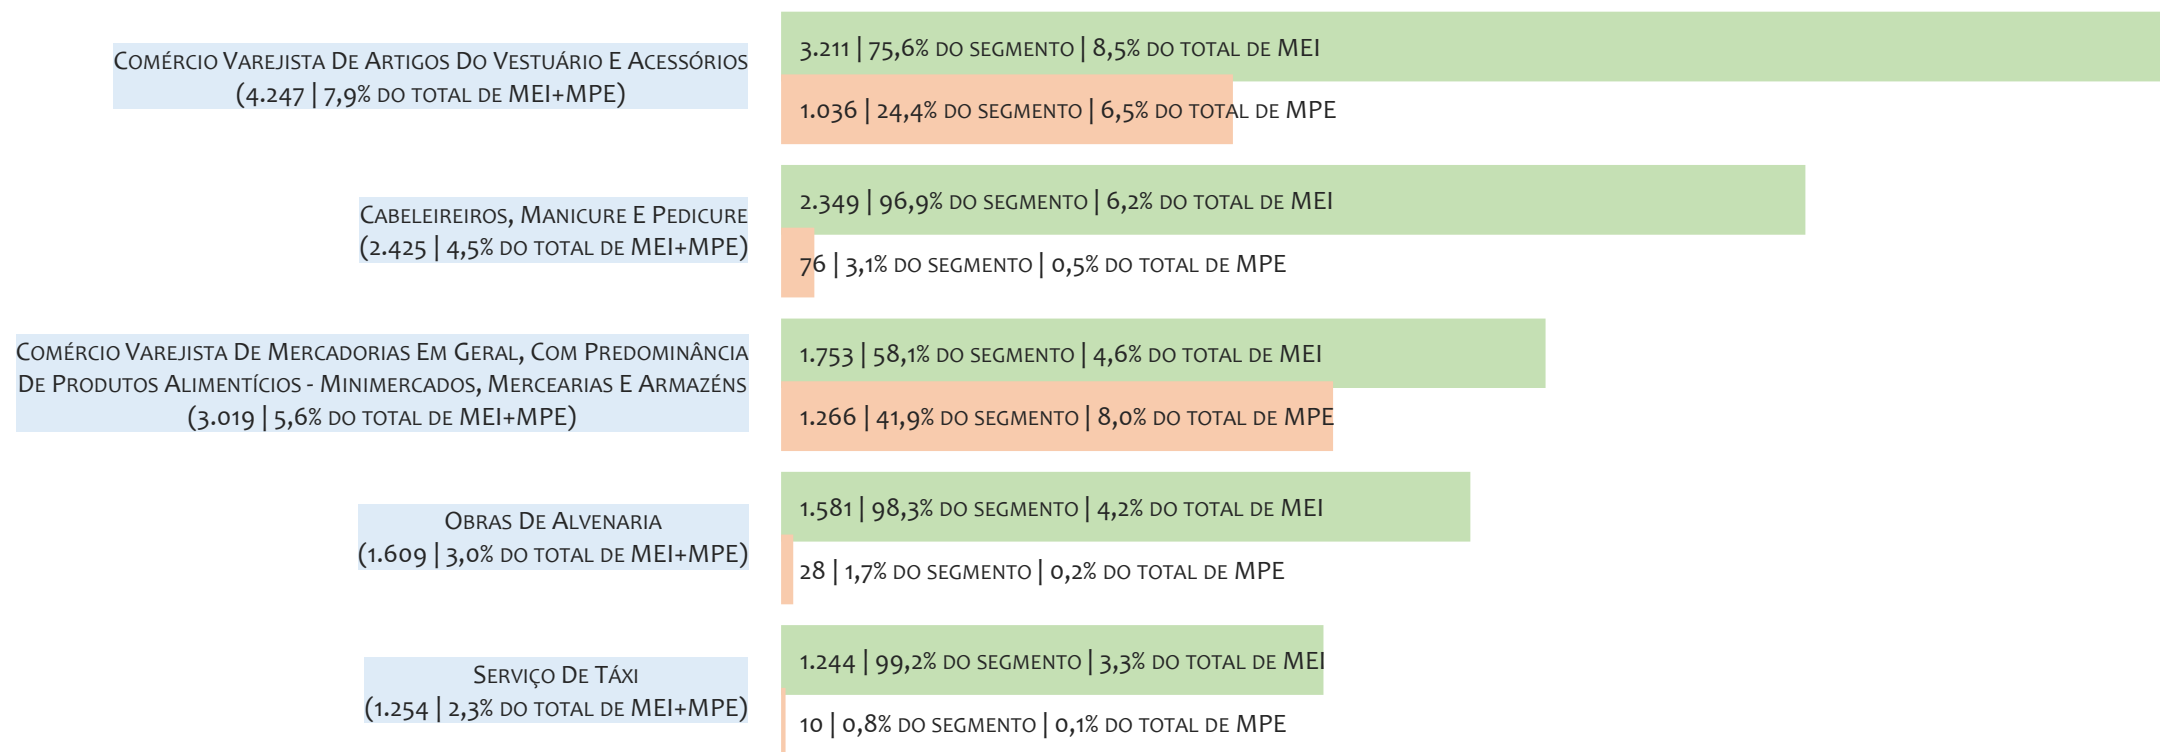 Comércio Varejista De Artigos Do Vestuário E Acessórios
(4.247 | 7,9% do total de MEI+MPE)
3.211 | 75,6% do segmento | 8,5% do total de MEI
1.036 | 24,4% do segmento | 6,5% do total de MPE
Cabeleireiros, Manicure E Pedicure
(2.425 | 4,5% do total de MEI+MPE)
2.349 | 96,9% do segmento | 6,2% do total de MEI
76 | 3,1% do segmento | 0,5% do total de MPE
Comércio Varejista De Mercadorias Em Geral, Com Predominância
De Produtos Alimentícios - Minimercados, Mercearias E Armazéns
(3.019 | 5,6% do total de MEI+MPE)
1.753 | 58,1% do segmento | 4,6% do total de MEI
1.266 | 41,9% do segmento | 8,0% do total de MPE
Obras De Alvenaria
(1.609 | 3,0% do total de MEI+MPE)
1.581 | 98,3% do segmento | 4,2% do total de MEI
28 | 1,7% do segmento | 0,2% do total de MPE
Serviço De Táxi
(1.254 | 2,3% do total de MEI+MPE)
1.244 | 99,2% do segmento | 3,3% do total de MEI
10 | 0,8% do segmento | 0,1% do total de MPE